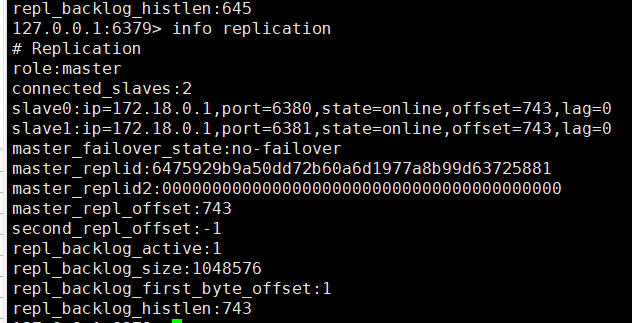 repl_backlog_histlen:645
127.0.0.1:6379> info replication
# Replication
role:master
connected_slaves:2
slave0:ip=172.18.0.1,port=6380,state=online,offset=743,lag=0
slave1:ip=172.18.0.1,port=6381,state=online,offset=743,lag=0
master_failover_state:no-failover
master_replid:6475929b9a50dd72b60a6d1977a8b99d63725881
master_replid2:0000000000000000000000000000000000000000
master_repl_offset:743
second_repl_offset:-1
repl_backlog_active:1
repl_backlog_size:1048576
repl_backlog_first_byte_offset:1
repl_backlog_histlen:743